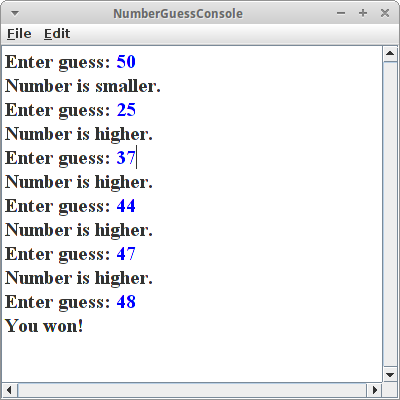 NumberGuessConsole
File Edit
Enter guess: 50
Number is smaller.
Enter guess: 25
Number is higher.
Enter guess: 37
Number is higher.
Enter guess: 44
Number is higher.
Enter guess: 47
Number is higher.
Enter guess: 48
You won!